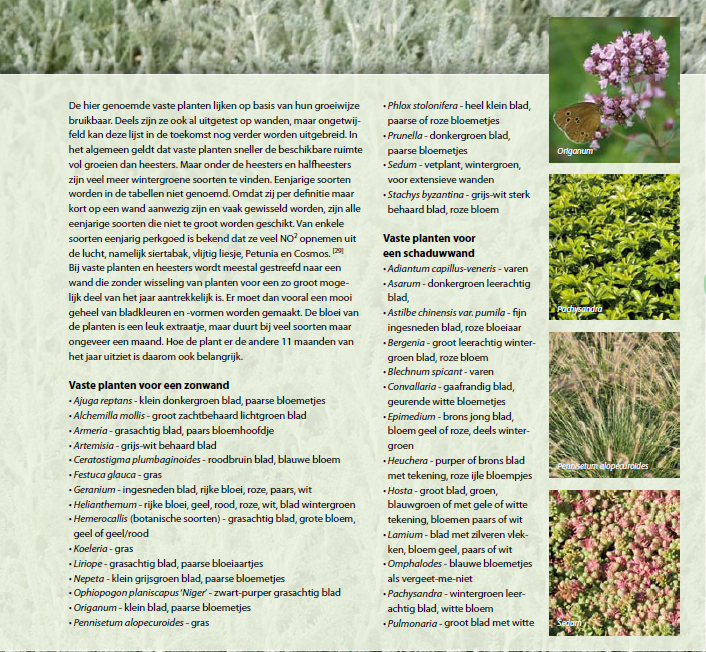 De hier genoemde vaste planten lijken op basis van hun groeiwijze
bruikbaar. Deels zijn ze ook al uitgetest op wanden, maar ongetwij-
feld kan deze lijst in de toekomst nog verder worden uitgebreid. In
het algemeen geldt dat vaste planten sneller de beschikbare ruimte
vol groeien dan heesters. Maar onder de heesters en halfheesters
zijn veel meer wintergroene soorten te vinden. Eenjarige soorten
worden in de tabellen niet genoemd. Omdat zij per definitie maar
kort op een wand aanwezig zijn en vaak gewisseld worden, zijn alle
eenjarige soorten die niet te groot worden geschikt. Van enkele
soorten eenjarig perkgoed is bekend dat ze veel NO² opnemen uit
de lucht, namelijk siertabak, vlijtig liesje, Petunia en Cosmos. [29]
Bij vaste planten en heesters wordt meestal gestreefd naar een
wand die zonder wisseling van planten voor een zo groot moge-
lijk deel van het jaar aantrekkelijk is. Er moet dan vooral een mooi
geheel van bladkleuren en -vormen worden gemaakt. De bloei van
de planten is een leuk extraatje, maar duurt bij veel soorten maar
ongeveer een maand. Hoe de plant er de andere 11 maanden van
het jaar uitziet is daarom ook belangrijk.
Vaste planten voor een zonwand
• Ajuga reptans - klein donkergroen blad, paarse bloemetjes
• Alchemilla mollis - groot zachtbehaard lichtgroen blad
• Armeria - grasachtig blad, paars bloemhoofdje
• Artemisia - grijs-wit behaard blad
• Ceratostigma plumbaginoides - roodbruin blad, blauwe bloem
• Festuca glauca - gras
• Geranium - ingesneden blad, rijke bloei, roze, paars, wit
• Helianthemum - rijke bloei, geel, rood, roze, wit, blad wintergroen
• Hemerocallis (botanische soorten) - grasachtig blad, grote bloem,
geel of geel/rood
• Koeleria - gras
• Liriope - grasachtig blad, paarse bloeiaartjes
• Nepeta - klein grijsgroen blad, paarse bloemetjes
• Ophiopogon planiscapus 'Niger' - zwart-purper grasachtig blad
• Origanum - klein blad, paarse bloemetjes
• Pennisetum alopecuroides - gras
• Phlox stolonifera - heel klein blad,
paarse of roze bloemetjes
• Prunella - donkergroen blad,
paarse bloemetjes
• Sedum - vetplant, wintergroen,
voor extensieve wanden
• Stachys byzantina - grijs-wit sterk
behaard blad, roze bloem
Vaste planten voor
een schaduwwand
• Adiantum capillus-veneris - varen
• Asarum - donkergroen leerachtig
blad,
• Astilbe chinensis var. pumila - fijn
ingesneden blad, roze bloeiaar
• Bergenia - groot leerachtig winter-
groen blad, roze bloem
• Blechnum spicant - varen
• Convallaria - gaafrandig blad,
geurende witte bloemetjes
• Epimedium - brons jong blad,
bloem geel of roze, deels winter-
groen
• Heuchera - purper of brons blad
met tekening, roze ijle bloempjes
• Hosta - groot blad, groen,
blauwgroen of met gele of witte
tekening, bloemen paars of wit
• Lamium - blad met zilveren vlek-
ken, bloem geel, paars of wit
• Omphalodes - blauwe bloemetjes
als vergeet-me-niet
• Pachysandra - wintergroen leer-
achtig blad, witte bloem
• Pulmonaria - groot blad met witte
Origanum
Pachysandra
Pennisetum alopecuroides
Sedum